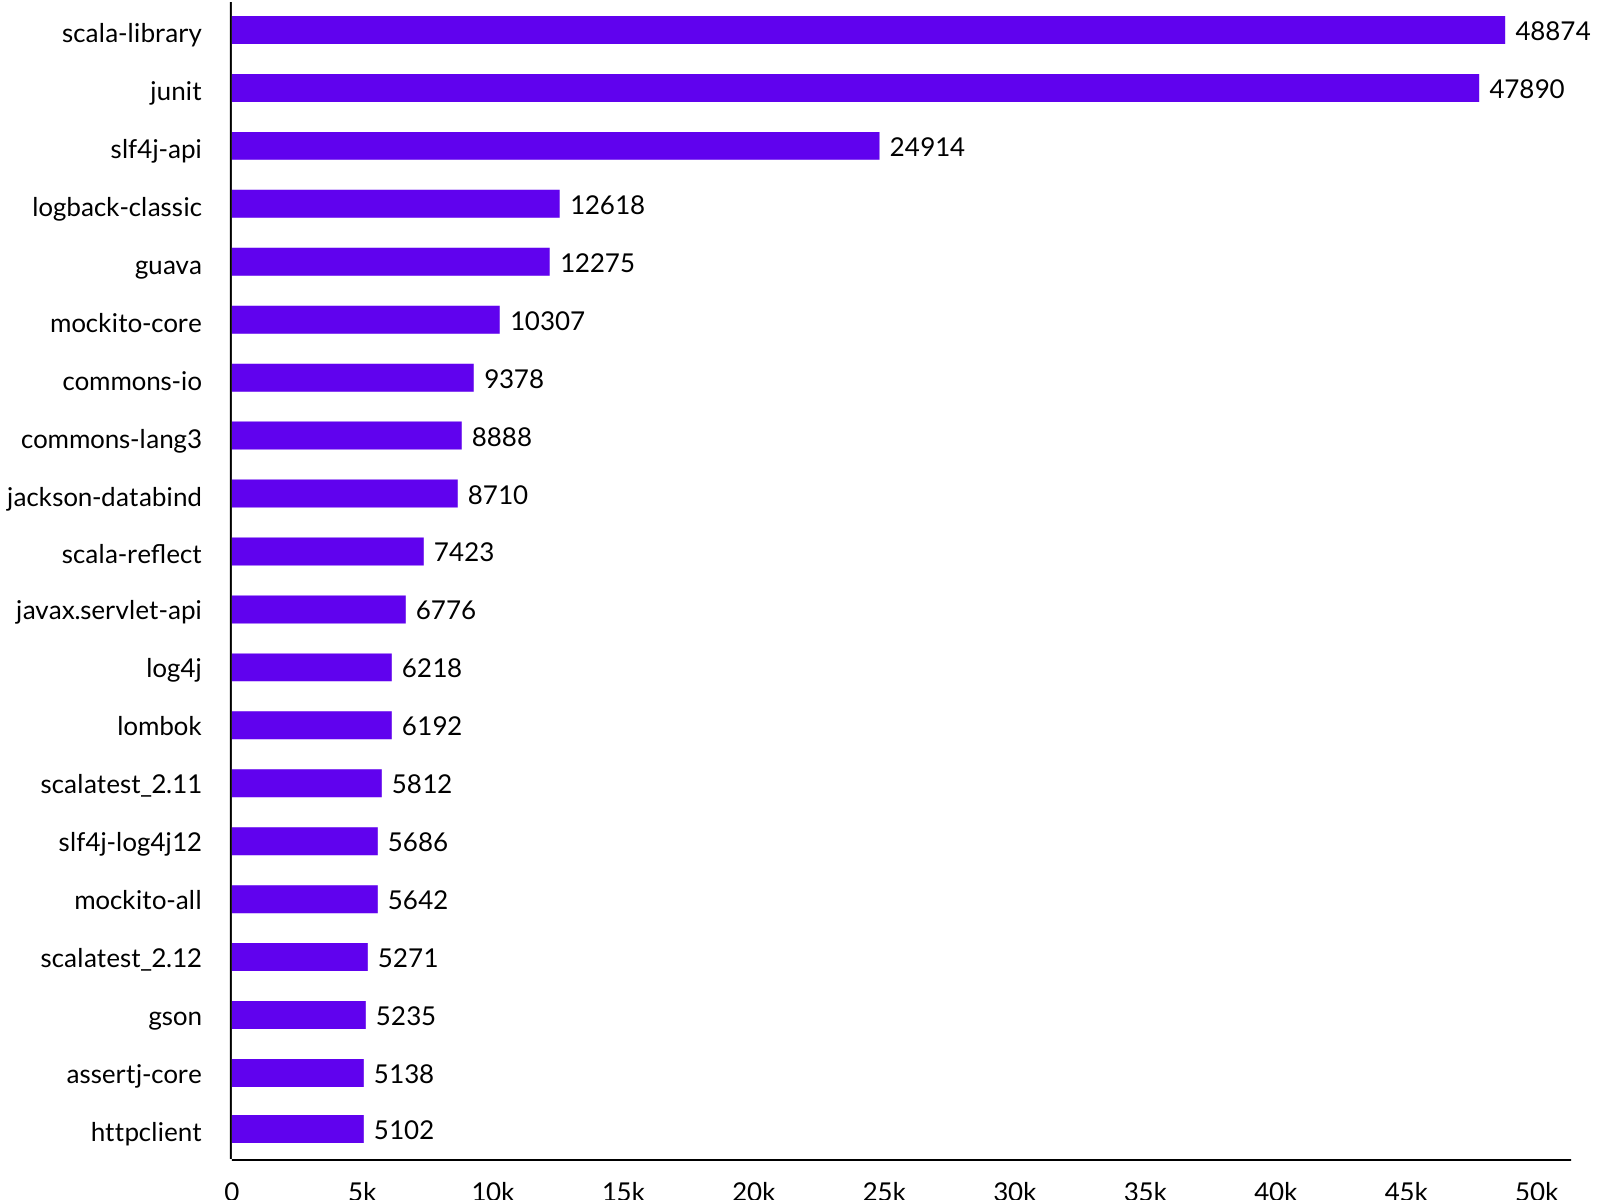 scala-library 48874
junit 47890
slf4j-api 24914
logback-classic 12618
guava 12275
mockito-core 10307
commons-io 9378
commons-lang3 8888
jackson-databind 8710
scala-reflect 7423
javax.servlet-api 6776
log4j 6218
lombok 6192
scalatest_2.11 5812
slf4j-log4j12 5686
mockito-all 5642
scalatest_2.12 5271
gson 5235
assertj-core 5138
httpclient 5102
0 5k 10k 15k 20k 25k 30k 35k 40k 45k 50k